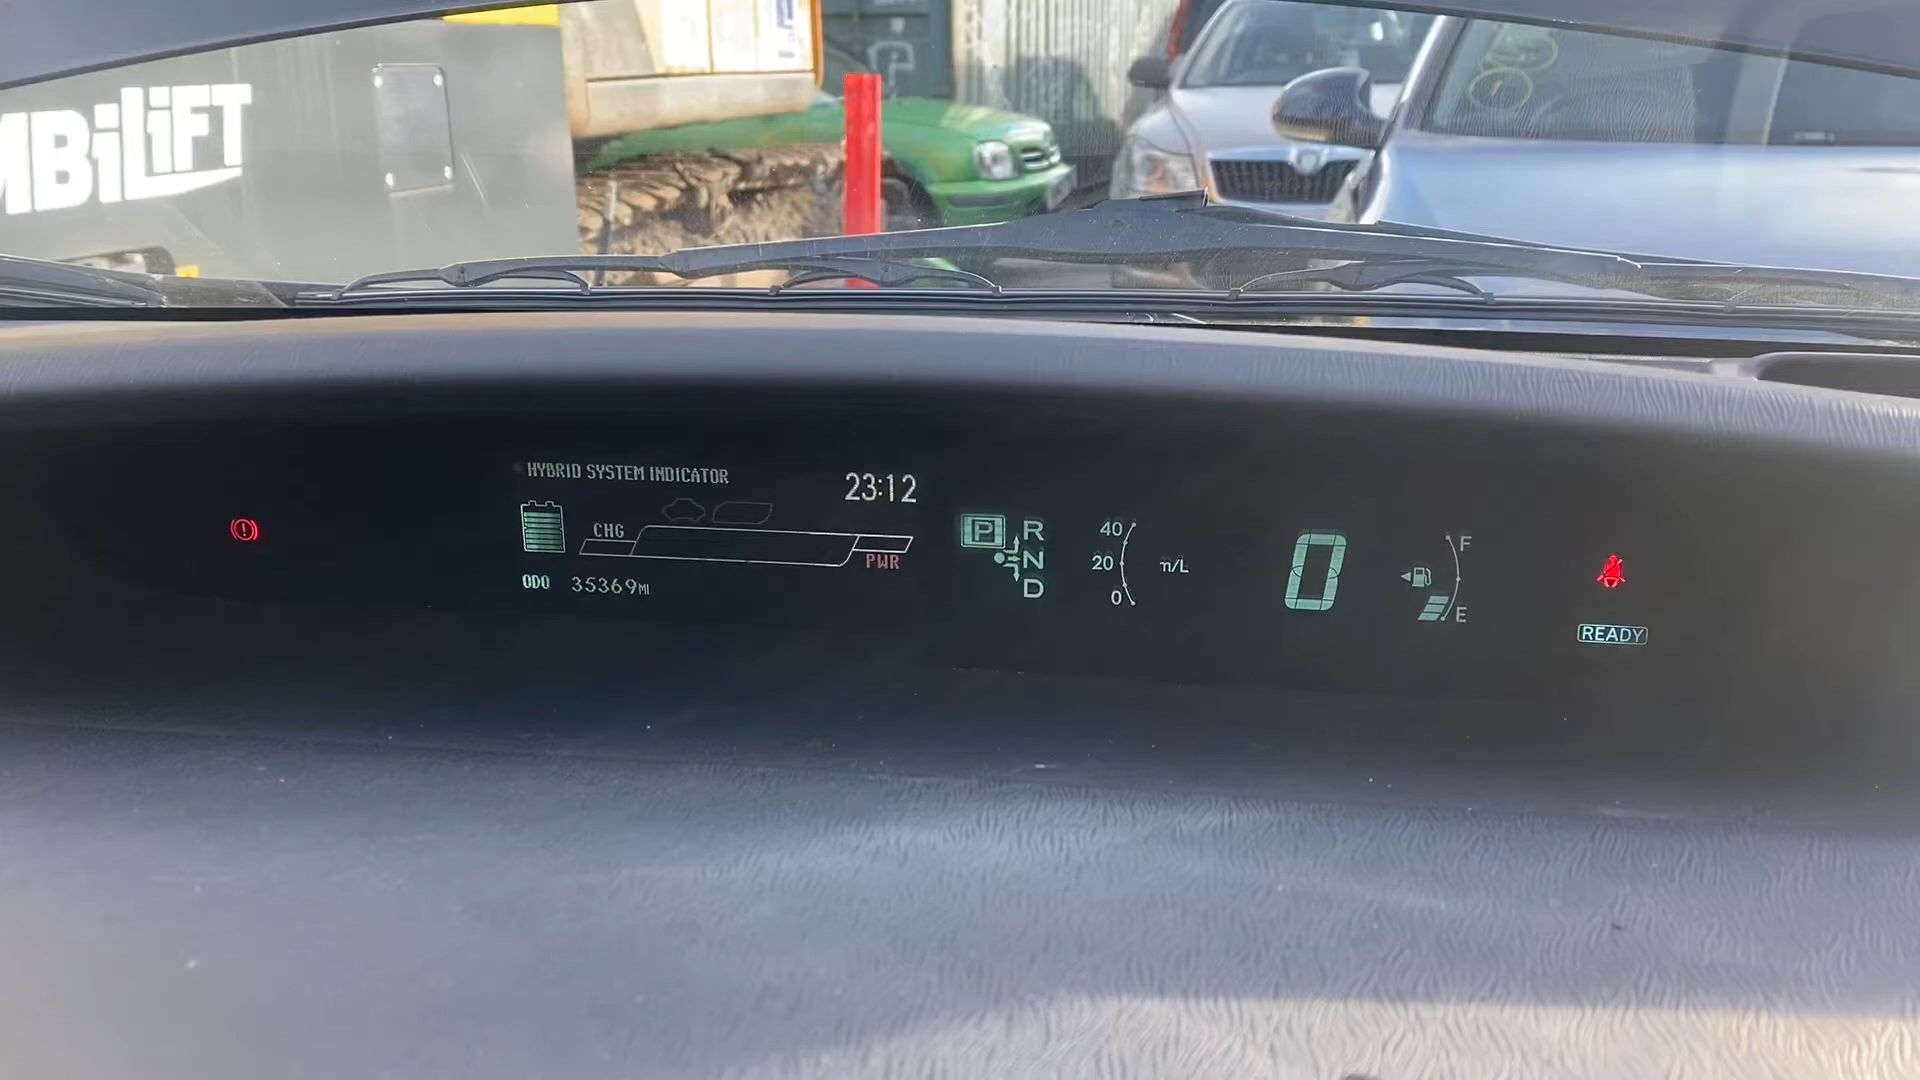 MBiLiFT
HYBRID SYSTEM INDICATOR
23:12
CHG
PWR
ODO 35369MI
P R
N
D
40
20
0
m/L
0
F
E
READY